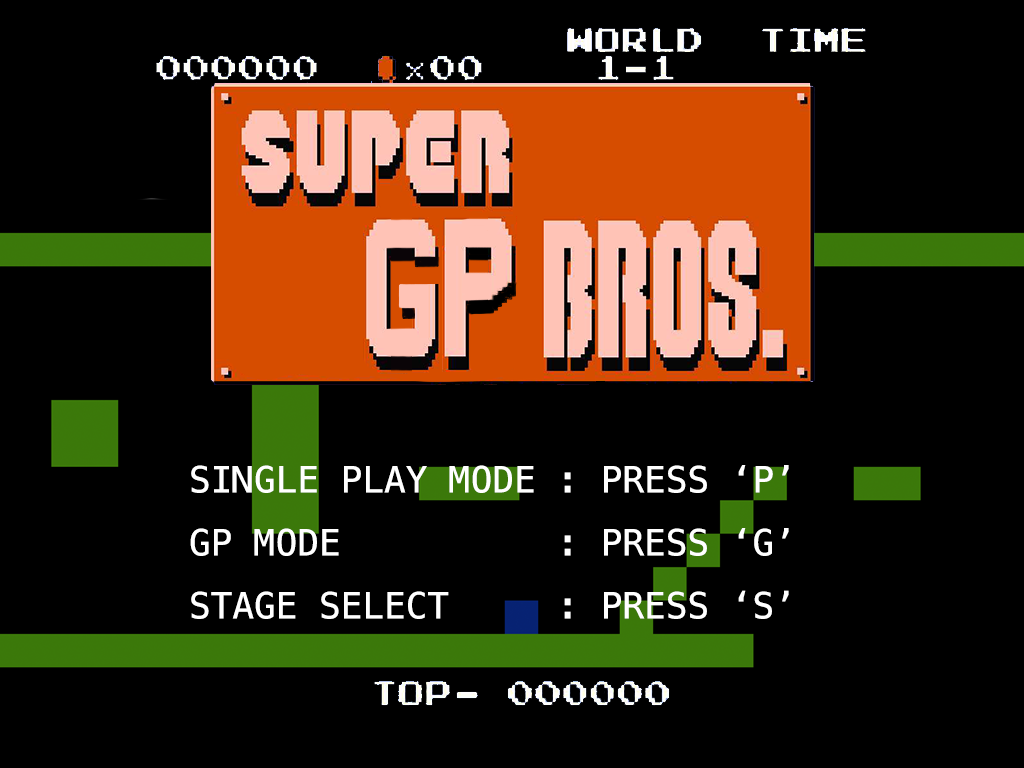 WORLD TIME
000000 ×00 1-1
SUPER
GP BROS.
SINGLE PLAY MODE : PRESS ‘P’
GP MODE : PRESS ‘G’
STAGE SELECT : PRESS ‘S’
TOP- 000000